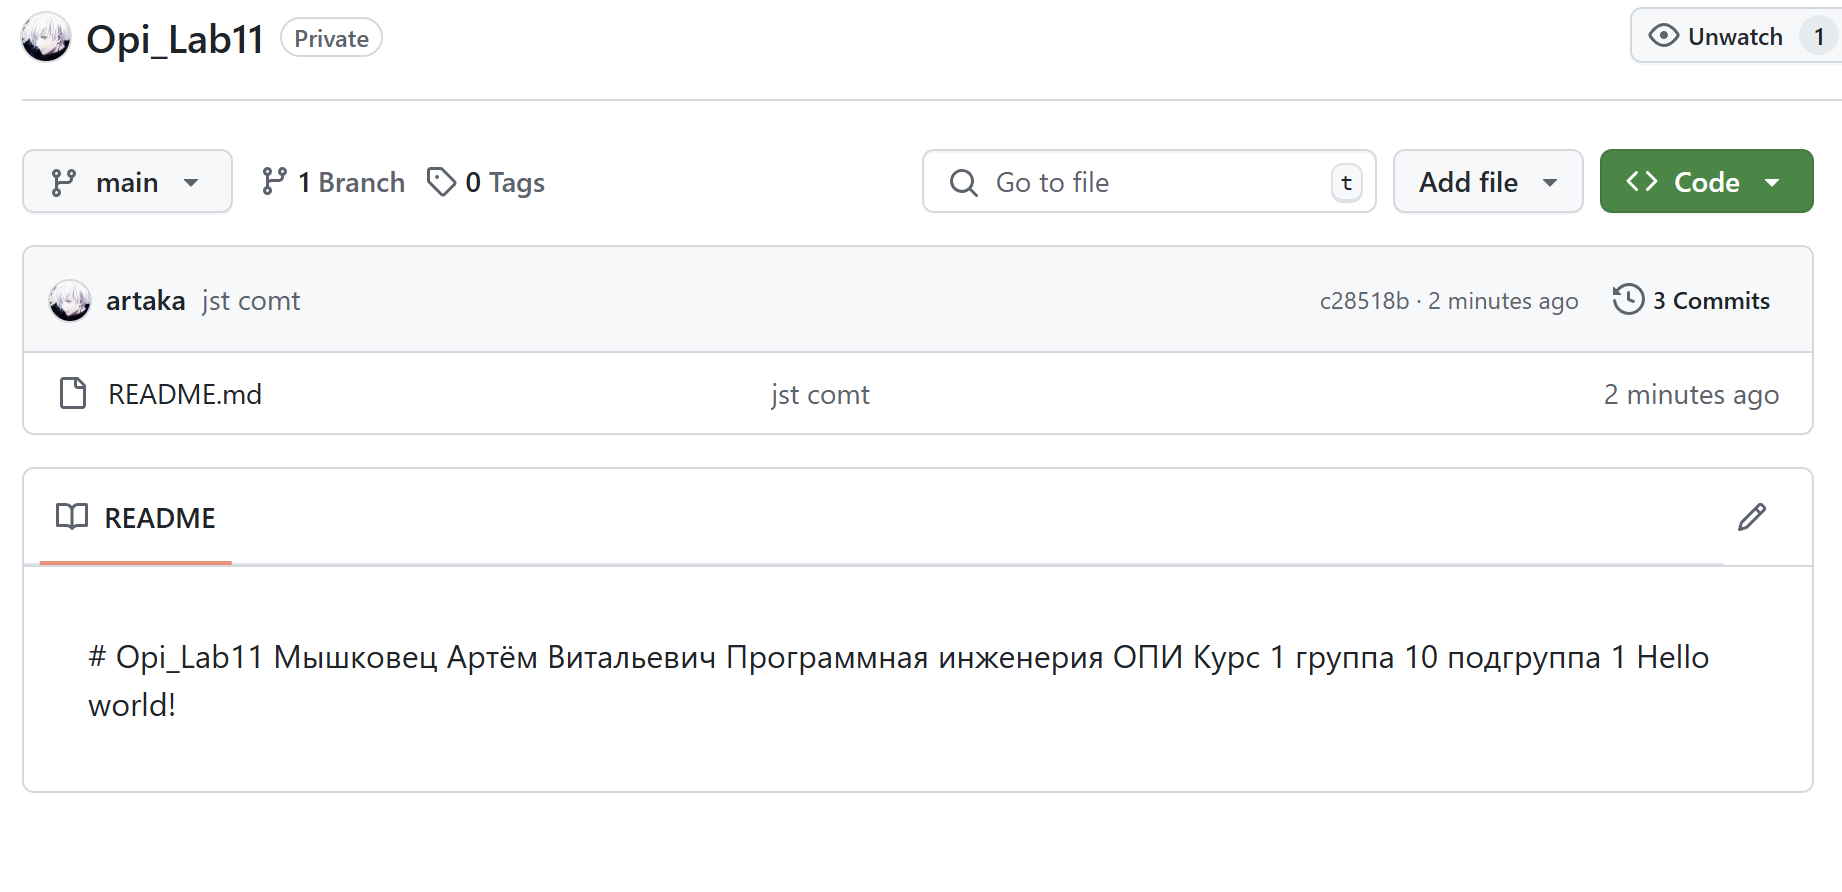 Opi_Lab11 Private
Unwatch 1
main 1 Branch 0 Tags
Go to file t Add file Code
artaka jst comt c28518b · 2 minutes ago 3 Commits
README.md jst comt 2 minutes ago
README
# Opi_Lab11 Мышковец Артём Витальевич Программная инженерия ОПИ Курс 1 группа 10 подгруппа 1 Hello
world!